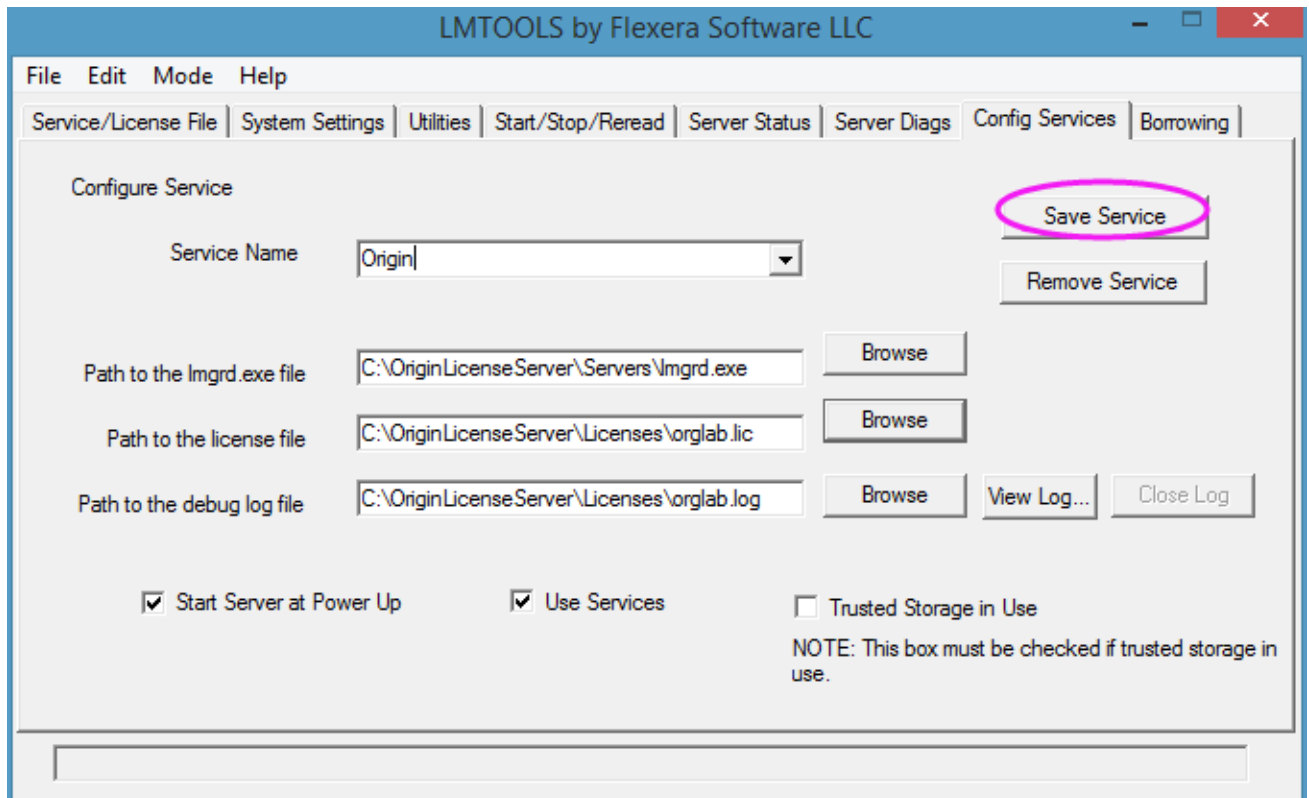 LMTOOLS by Flexera Software LLC
File Edit Mode Help
Service/License File System Settings Utilities Start/Stop/Reread Server Status Server Diags Config Services Borrowing
Configure Service
Save Service
Service Name Origin
Remove Service
Path to the lmgrd.exe file C:\OriginLicenseServer\Servers\lmgrd.exe Browse
Path to the license file C:\OriginLicenseServer\Licenses\orglab.lic Browse
Path to the debug log file C:\OriginLicenseServer\Licenses\orglab.log Browse View Log... Close Log
Start Server at Power Up Use Services Trusted Storage in Use
NOTE: This box must be checked if trusted storage in
use.